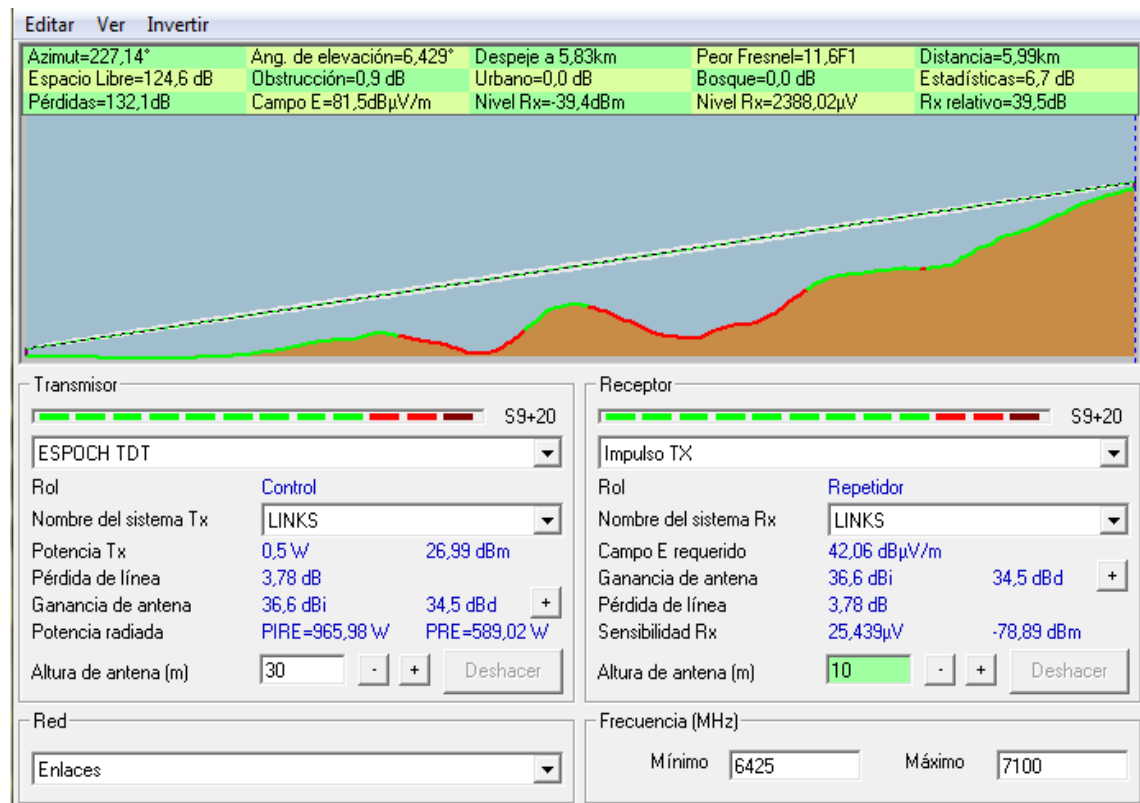 Editar Ver Invertir
Azimut=227,14° Ang. de elevación=6,429° Despeje a 5,83km Peor Fresnel=11,6F1 Distancia=5,99km
Espacio Libre=124,6 dB Obstrucción=0,9 dB Urbano=0,0 dB Bosque=0,0 dB Estadísticas=6,7 dB
Pérdidas=132,1dB Campo E=81,5dBµV/m Nivel Rx=-39,4dBm Nivel Rx=2388,02µV Rx relativo=39,5dB
Transmisor
S9+20
ESPOCH TDT
Rol Control
Nombre del sistema Tx LINKS
Potencia Tx 0,5 W 26,99 dBm
Pérdida de línea 3,78 dB
Ganancia de antena 36,6 dBi 34,5 dBd +
Potencia radiada PIRE=965,98 W PRE=589,02 W
Altura de antena (m) 30 - + Deshacer
Receptor
S9+20
Impulso TX
Rol Repetidor
Nombre del sistema Rx LINKS
Campo E requerido 42,06 dBµV/m
Ganancia de antena 36,6 dBi 34,5 dBd +
Pérdida de línea 3,78 dB
Sensibilidad Rx 25,439µV -78,89 dBm
Altura de antena (m) 10 - + Deshacer
Red
Enlaces
Frecuencia (MHz)
Mínimo 6425 Máximo 7100